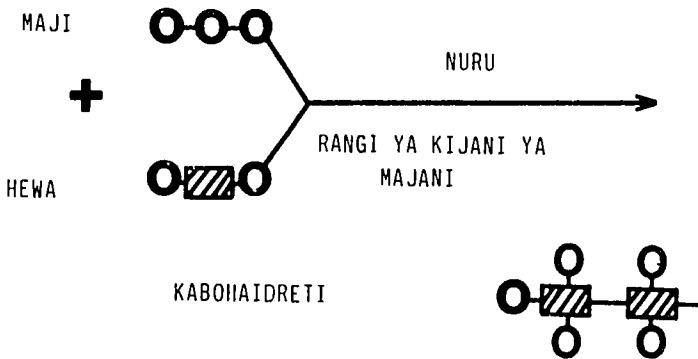 MAJI
+
NURU
RANGI YA KIJANI YA
MAJANI
HEWA
KABOHAIDRETI